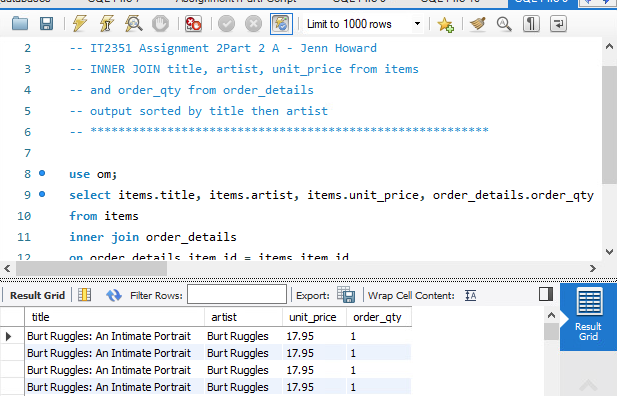 Limit to 1000 rows
2 -- IT2351 Assignment 2Part 2 A - Jenn Howard
3 -- INNER JOIN title, artist, unit_price from items
4 -- and order_qty from order_details
5 -- output sorted by title then artist
6 -- *********************************************************
7
8 use om;
9 select items.title, items.artist, items.unit_price, order_details.order_qty
10 from items
11 inner join order_details
12 on order_details.item_id = items.item_id
Result Grid Filter Rows: Export: Wrap Cell Content:
title artist unit_price order_qty
Burt Ruggles: An Intimate Portrait Burt Ruggles 17.95 1
Burt Ruggles: An Intimate Portrait Burt Ruggles 17.95 1
Burt Ruggles: An Intimate Portrait Burt Ruggles 17.95 1
Burt Ruggles: An Intimate Portrait Burt Ruggles 17.95 1
Result
Grid